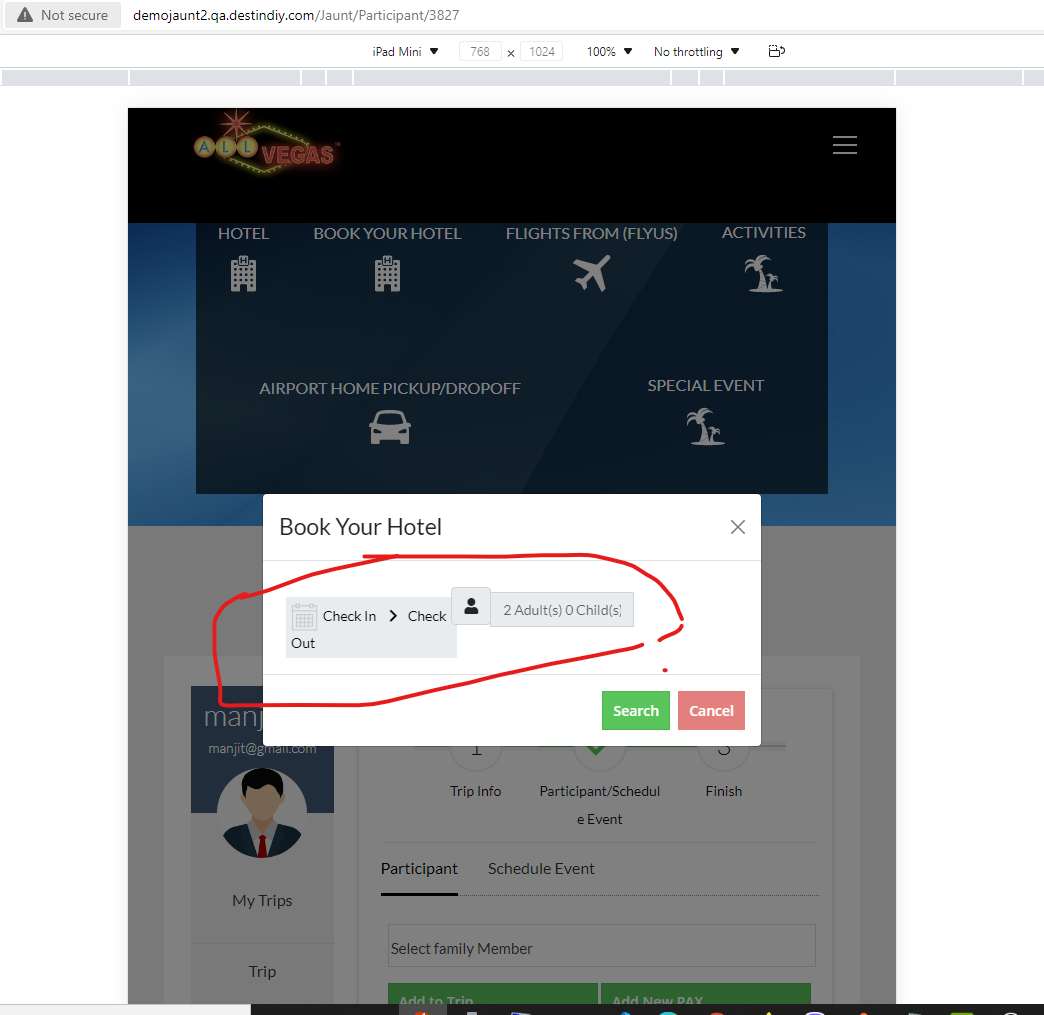 Not secure demojaunt2.qa.destindiy.com/Jaunt/Participant/3827
iPad Mini 768 x 1024 100% No throttling
ALL VEGAS
HOTEL BOOK YOUR HOTEL FLIGHTS FROM (FLYUS) ACTIVITIES
AIRPORT HOME PICKUP/DROPOFF SPECIAL EVENT
Book Your Hotel
Check In Check
Out
2 Adult(s) 0 Child(s)
Search Cancel
manj
manjit@gmail.com
1 3
Trip Info Participant/Schedul
e Event
Finish
Participant Schedule Event
My Trips
Select family Member
Trip
Add to Trip Add New PAX